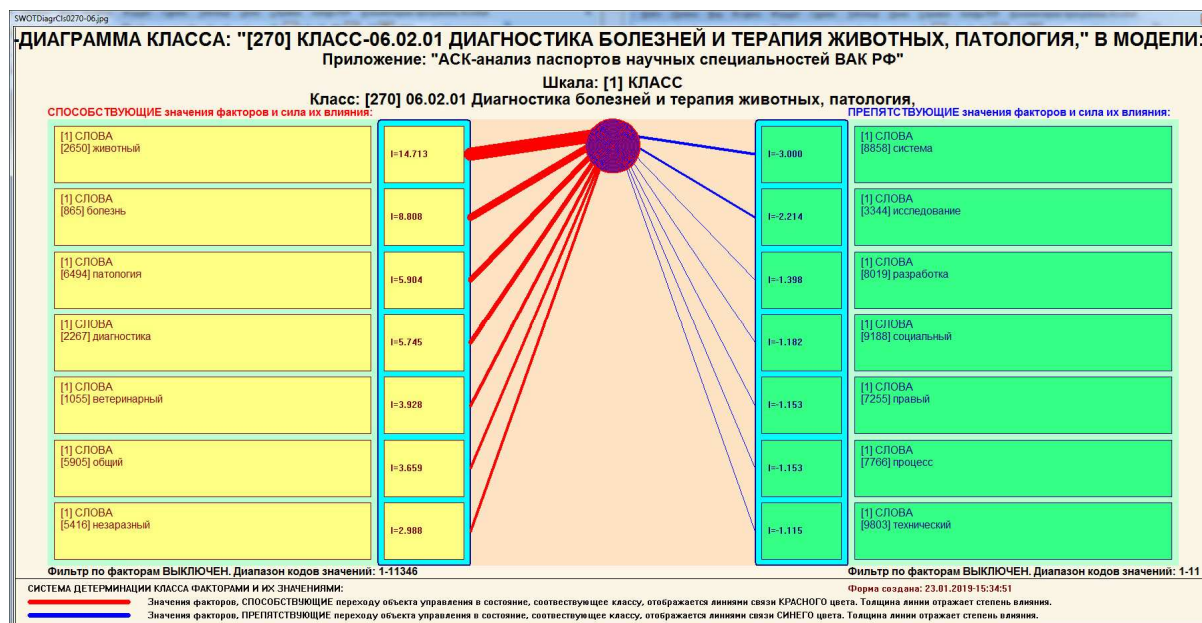 SWOTDiagrCls0270-06.jpg
-ДИАГРАММА КЛАССА: "[270] КЛАСС-06.02.01 ДИАГНОСТИКА БОЛЕЗНЕЙ И ТЕРАПИЯ ЖИВОТНЫХ, ПАТОЛОГИЯ," В МОДЕЛИ:
Приложение: "АСК-анализ паспортов научных специальностей ВАК РФ"
Шкала: [1] КЛАСС
Класс: [270] 06.02.01 Диагностика болезней и терапия животных, патология,
СПОСОБСТВУЮЩИЕ значения факторов и сила их влияния:
ПРЕПЯТСТВУЮЩИЕ значения факторов и сила их влияния:
[1] СЛОВА
[2650] животный
I=14.713
I=-3.000
[1] СЛОВА
[8858] система
[1] СЛОВА
[865] болезнь
I=8.808
I=-2.214
[1] СЛОВА
[3344] исследование
[1] СЛОВА
[6494] патология
I=5.904
I=-1.398
[1] СЛОВА
[8019] разработка
[1] СЛОВА
[2267] диагностика
I=5.745
I=-1.182
[1] СЛОВА
[9188] социальный
[1] СЛОВА
[1055] ветеринарный
I=3.928
I=-1.153
[1] СЛОВА
[7255] правый
[1] СЛОВА
[5905] общий
I=3.659
I=-1.153
[1] СЛОВА
[7766] процесс
[1] СЛОВА
[5416] незаразный
I=2.988
I=-1.115
[1] СЛОВА
[9803] технический
Фильтр по факторам ВЫКЛЮЧЕН. Диапазон кодов значений: 1-11346
Фильтр по факторам ВЫКЛЮЧЕН. Диапазон кодов значений: 1-11
СИСТЕМА ДЕТЕРМИНАЦИИ КЛАССА ФАКТОРАМИ И ИХ ЗНАЧЕНИЯМИ:
Форма создана: 23.01.2019-15:34:51
Значения факторов, СПОСОБСТВУЮЩИЕ переходу объекта управления в состояние, соотвествующее классу, отображается линиями связи КРАСНОГО цвета. Толщина линии отражает степень влияния.
Значения факторов, ПРЕПЯТСТВУЮЩИЕ переходу объекта управления в состояние, соотвествующее классу, отображается линиями связи СИНЕГО цвета. Толщина линии отражает степень влияния.